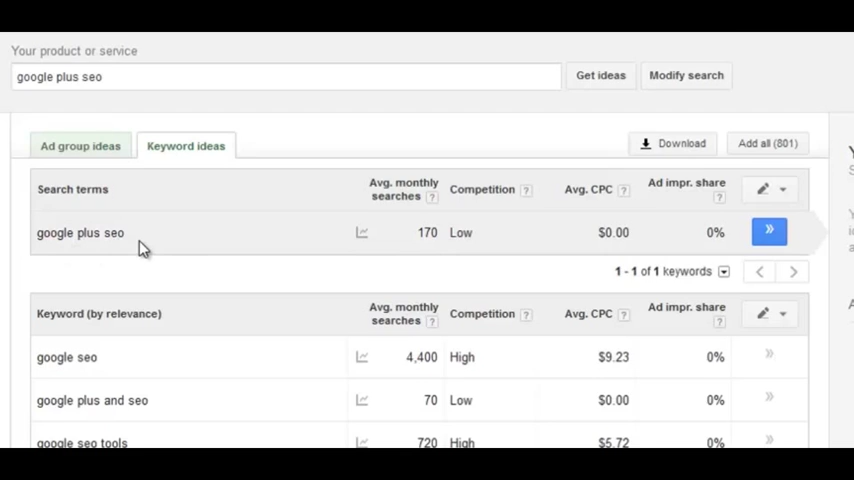 Your product or service
google plus seo
Get ideas
Modify search
Ad group ideas
Keyword ideas
Download
Add all (801)
Search terms
Avg. monthly searches ?
Competition ?
Avg. CPC ?
Ad impr. share ?
google plus seo 170 Low $0.00 0% »
1 - 1 of 1 keywords
Keyword (by relevance)
Avg. monthly searches ?
Competition ?
Avg. CPC ?
Ad impr. share ?
google seo 4,400 High $9.23 0% »
google plus and seo 70 Low $0.00 0% »
google seo tools 720 High $5.72 0% »